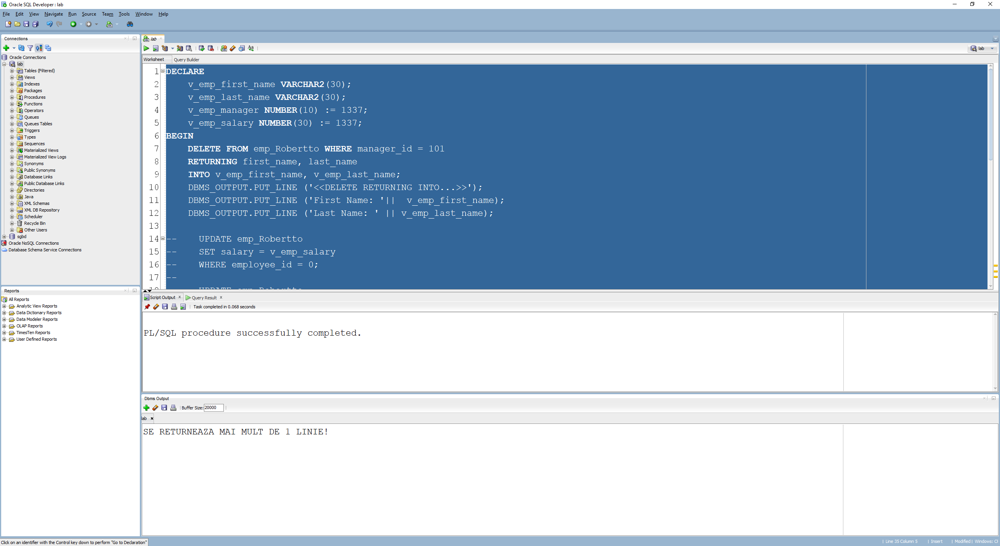 Oracle SQL Developer : lab
File Edit View Navigate Run Source Team Tools Window Help
Connections
Oracle Connections
lab
Tables (Filtered)
Views
Indexes
Packages
Procedures
Functions
Operators
Queues
Queues Tables
Triggers
Types
Sequences
Materialized Views
Materialized View Logs
Synonyms
Public Synonyms
Database Links
Public Database Links
Directories
Java
XML Schemas
XML DB Repository
Scheduler
Recycle Bin
Other Users
sgbd
Oracle NoSQL Connections
Database Schema Service Connections
Reports
All Reports
Analytic View Reports
Data Dictionary Reports
Data Modeler Reports
OLAP Reports
TimesTen Reports
User Defined Reports
lab
lab
Worksheet Query Builder
1 DECLARE
2 v_emp_first_name VARCHAR2(30);
3 v_emp_last_name VARCHAR2(30);
4 v_emp_manager NUMBER(10) := 1337;
5 v_emp_salary NUMBER(30) := 1337;
6 BEGIN
7 DELETE FROM emp_Robertto WHERE manager_id = 101
8 RETURNING first_name, last_name
9 INTO v_emp_first_name, v_emp_last_name;
10 DBMS_OUTPUT.PUT_LINE ('<<DELETE RETURNING INTO...>>');
11 DBMS_OUTPUT.PUT_LINE ('First Name: '||  v_emp_first_name);
12 DBMS_OUTPUT.PUT_LINE ('Last Name: ' || v_emp_last_name);
13
14 -- UPDATE emp_Robertto
15 -- SET salary = v_emp_salary
16 -- WHERE employee_id = 0;
17 --
18 -- UPDATE emp_Robertto
Script Output x Query Result x
Task completed in 0.068 seconds
PL/SQL procedure successfully completed.
Dbms Output
Buffer Size: 20000
lab
SE RETURNEAZA MAI MULT DE 1 LINIE!
Click on an identifier with the Control key down to perform "Go to Declaration"
Line 35 Column 5 | Insert | Modified | Windows: CF